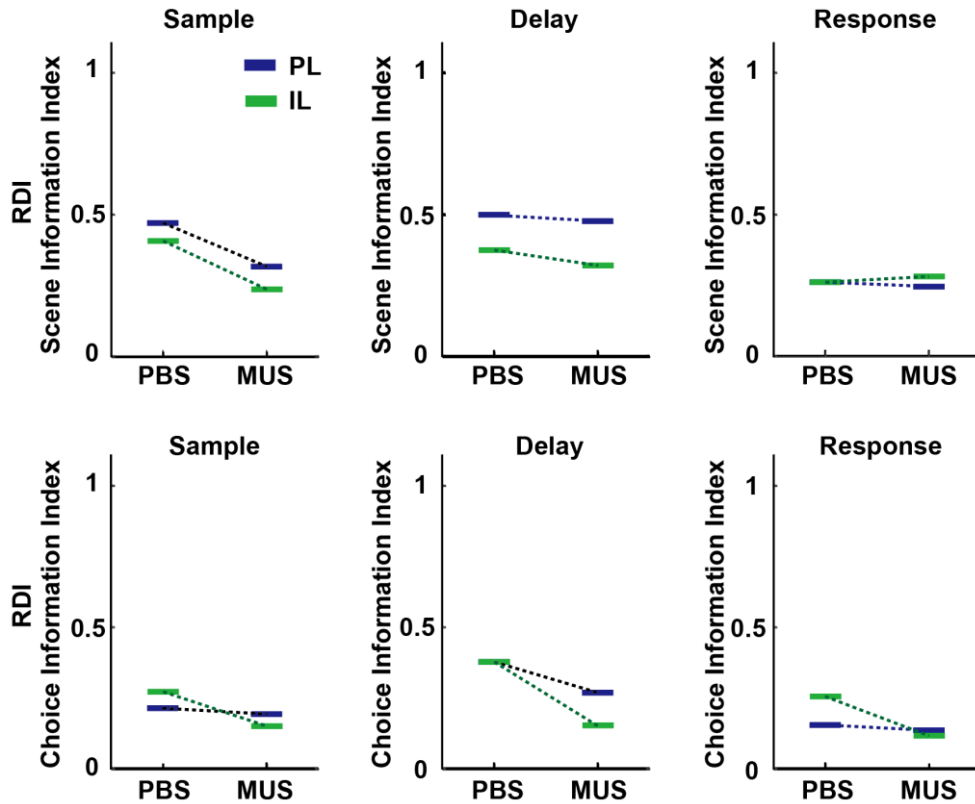 Sample
Delay
Response
RDI
Scene Information Index
1
0.5
0
PL
IL
PBS MUS
Scene Information Index
1
0.5
0
PBS MUS
Scene Information Index
1
0.5
0
PBS MUS
Sample
Delay
Response
RDI
Choice Information Index
1
0.5
0
PBS MUS
Choice Information Index
1
0.5
0
PBS MUS
Choice Information Index
1
0.5
0
PBS MUS